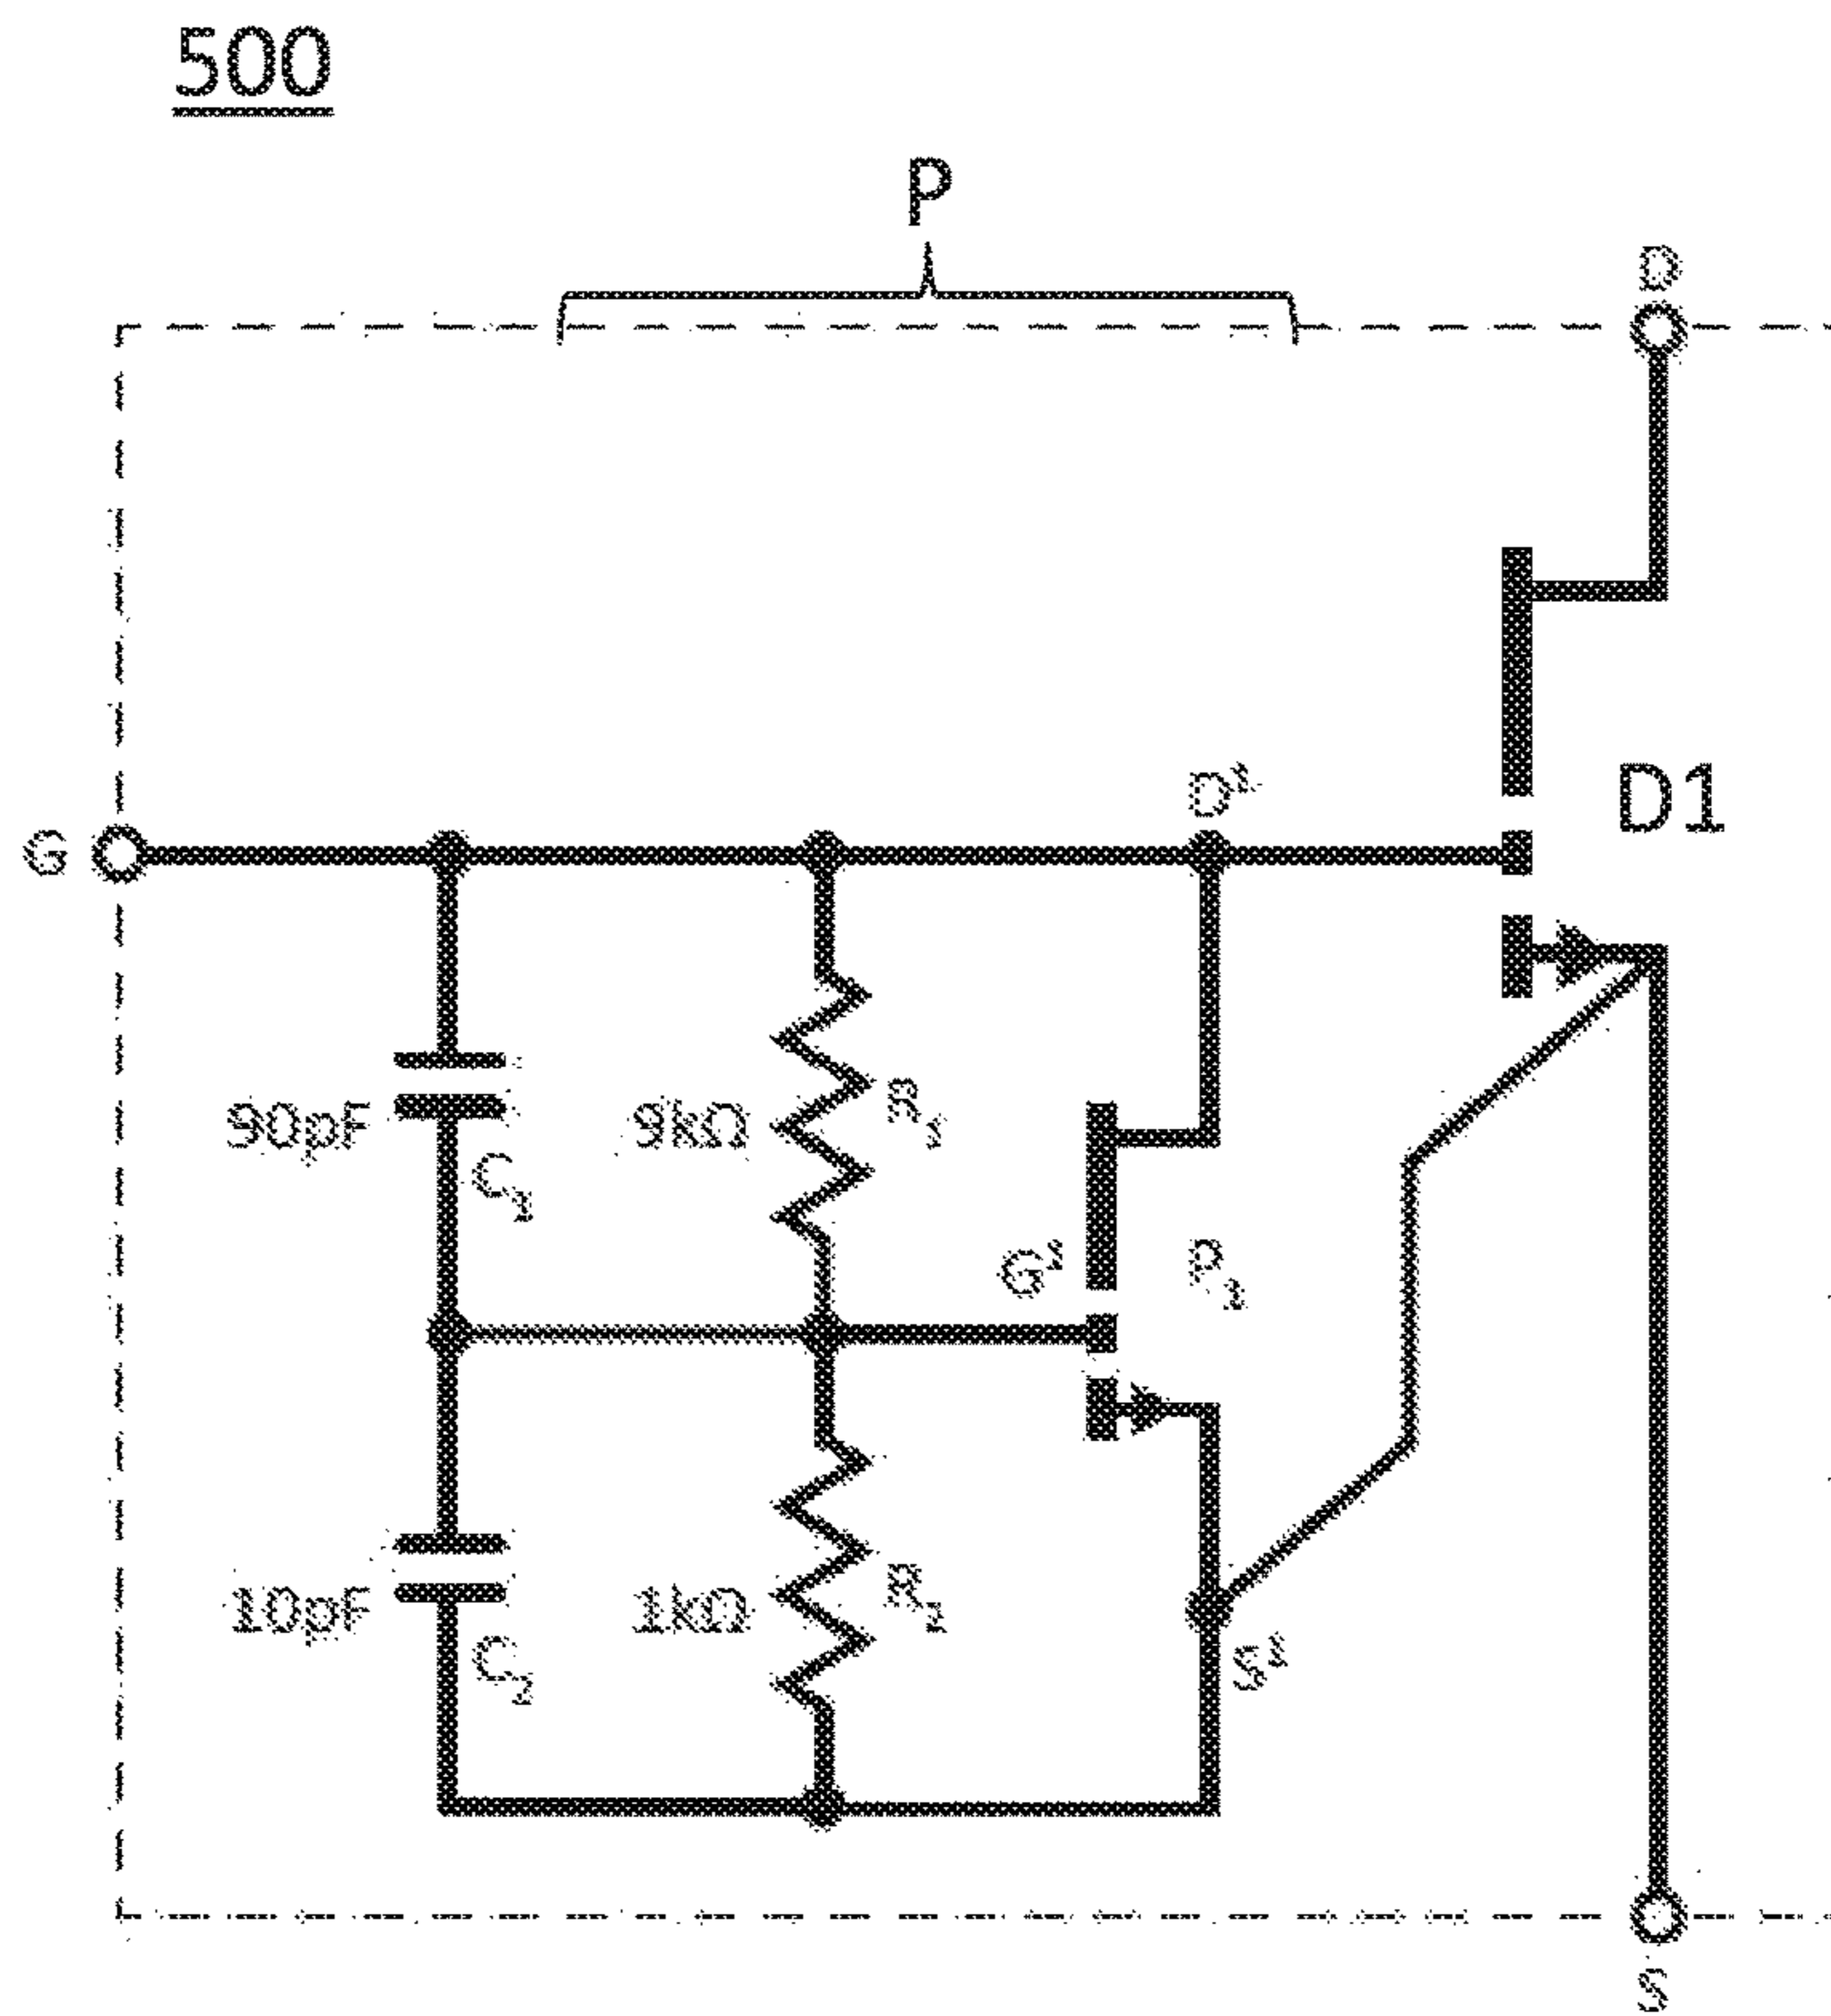 500
P
D
D'
D1
G
90pF
C₁
9kΩ
R₁
G'
P₁
10pF
C₂
1kΩ
R₂
S'
S